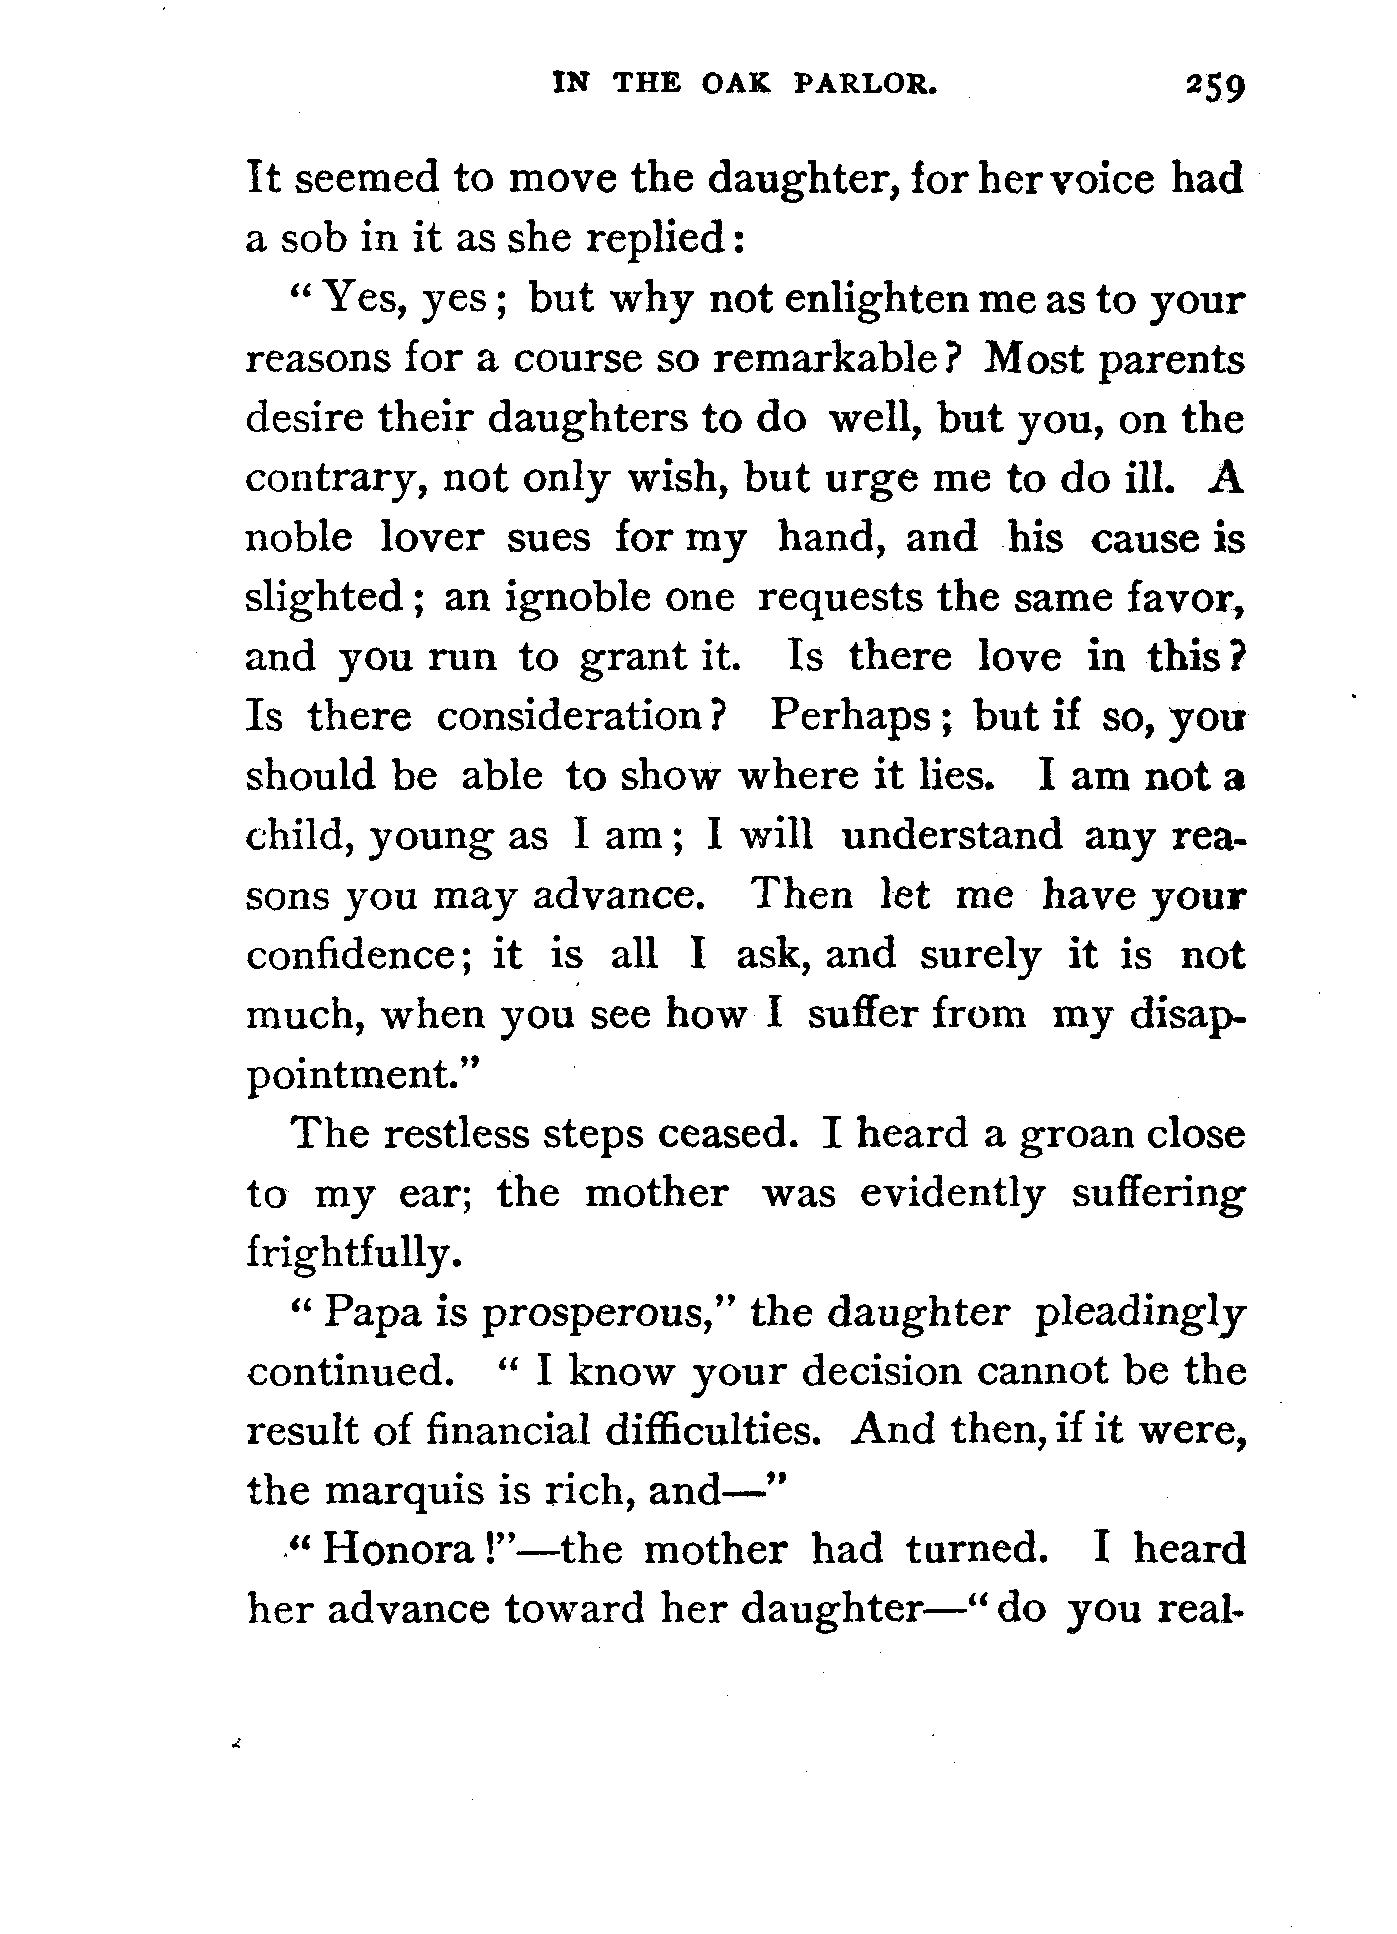 IN THE OAK PARLOR. 259
It seemed to move the daughter, for her voice had
a sob in it as she replied:
"Yes, yes; but why not enlighten me as to your
reasons for a course so remarkable? Most parents
desire their daughters to do well, but you, on the
contrary, not only wish, but urge me to do ill. A
noble lover sues for my hand, and his cause is
slighted; an ignoble one requests the same favor,
and you run to grant it. Is there love in this?
Is there consideration? Perhaps; but if so, you
should be able to show where it lies. I am not a
child, young as I am; I will understand any rea-
sons you may advance. Then let me have your
confidence; it is all I ask, and surely it is not
much, when you see how I suffer from my disap-
pointment."
The restless steps ceased. I heard a groan close
to my ear; the mother was evidently suffering
frightfully.
"Papa is prosperous," the daughter pleadingly
continued. "I know your decision cannot be the
result of financial difficulties. And then, if it were,
the marquis is rich, and—"
"Honora!"—the mother had turned. I heard
her advance toward her daughter—"do you real-